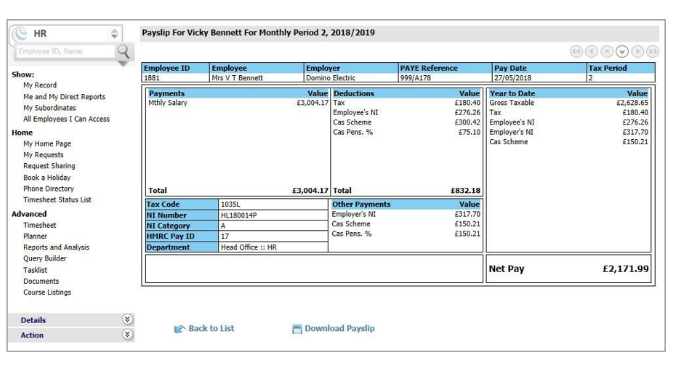 HR
Payslip For Vicky Bennett For Monthly Period 2, 2018/2019
Employee ID, Name
Show:
My Record
Me and My Direct Reports
My Subordinates
All Employees I Can Access
Home
My Home Page
My Requests
Request Sharing
Book a Holiday
Phone Directory
Timesheet Status List
Advanced
Timesheet
Planner
Reports and Analysis
Query Builder
Tasklist
Documents
Course Listings
Details
Action
Employee ID Employee Employer PAYE Reference Pay Date Tax Period
1881 Mrs V T Bennett Domino Electric 999/A178 27/05/2018 2
Payments Value Deductions Value Year to Date Value
Mthly Salary £3,004.17 Tax £180.40 Gross Taxable £2,628.65
Employee's NI £276.26 Tax £180.40
Cas Scheme £300.42 Employee's NI £276.26
Cas Pens. % £75.10 Employer's NI £317.70
Cas Scheme £150.21
Total £3,004.17 Total £832.18
Tax Code 1035L Other Payments Value
NI Number HL180014P Employer's NI £317.70
NI Category A Cas Scheme £150.21
HMRC Pay ID 17 Cas Pens. % £150.21
Department Head Office :: HR
Net Pay £2,171.99
Back to List Download Payslip